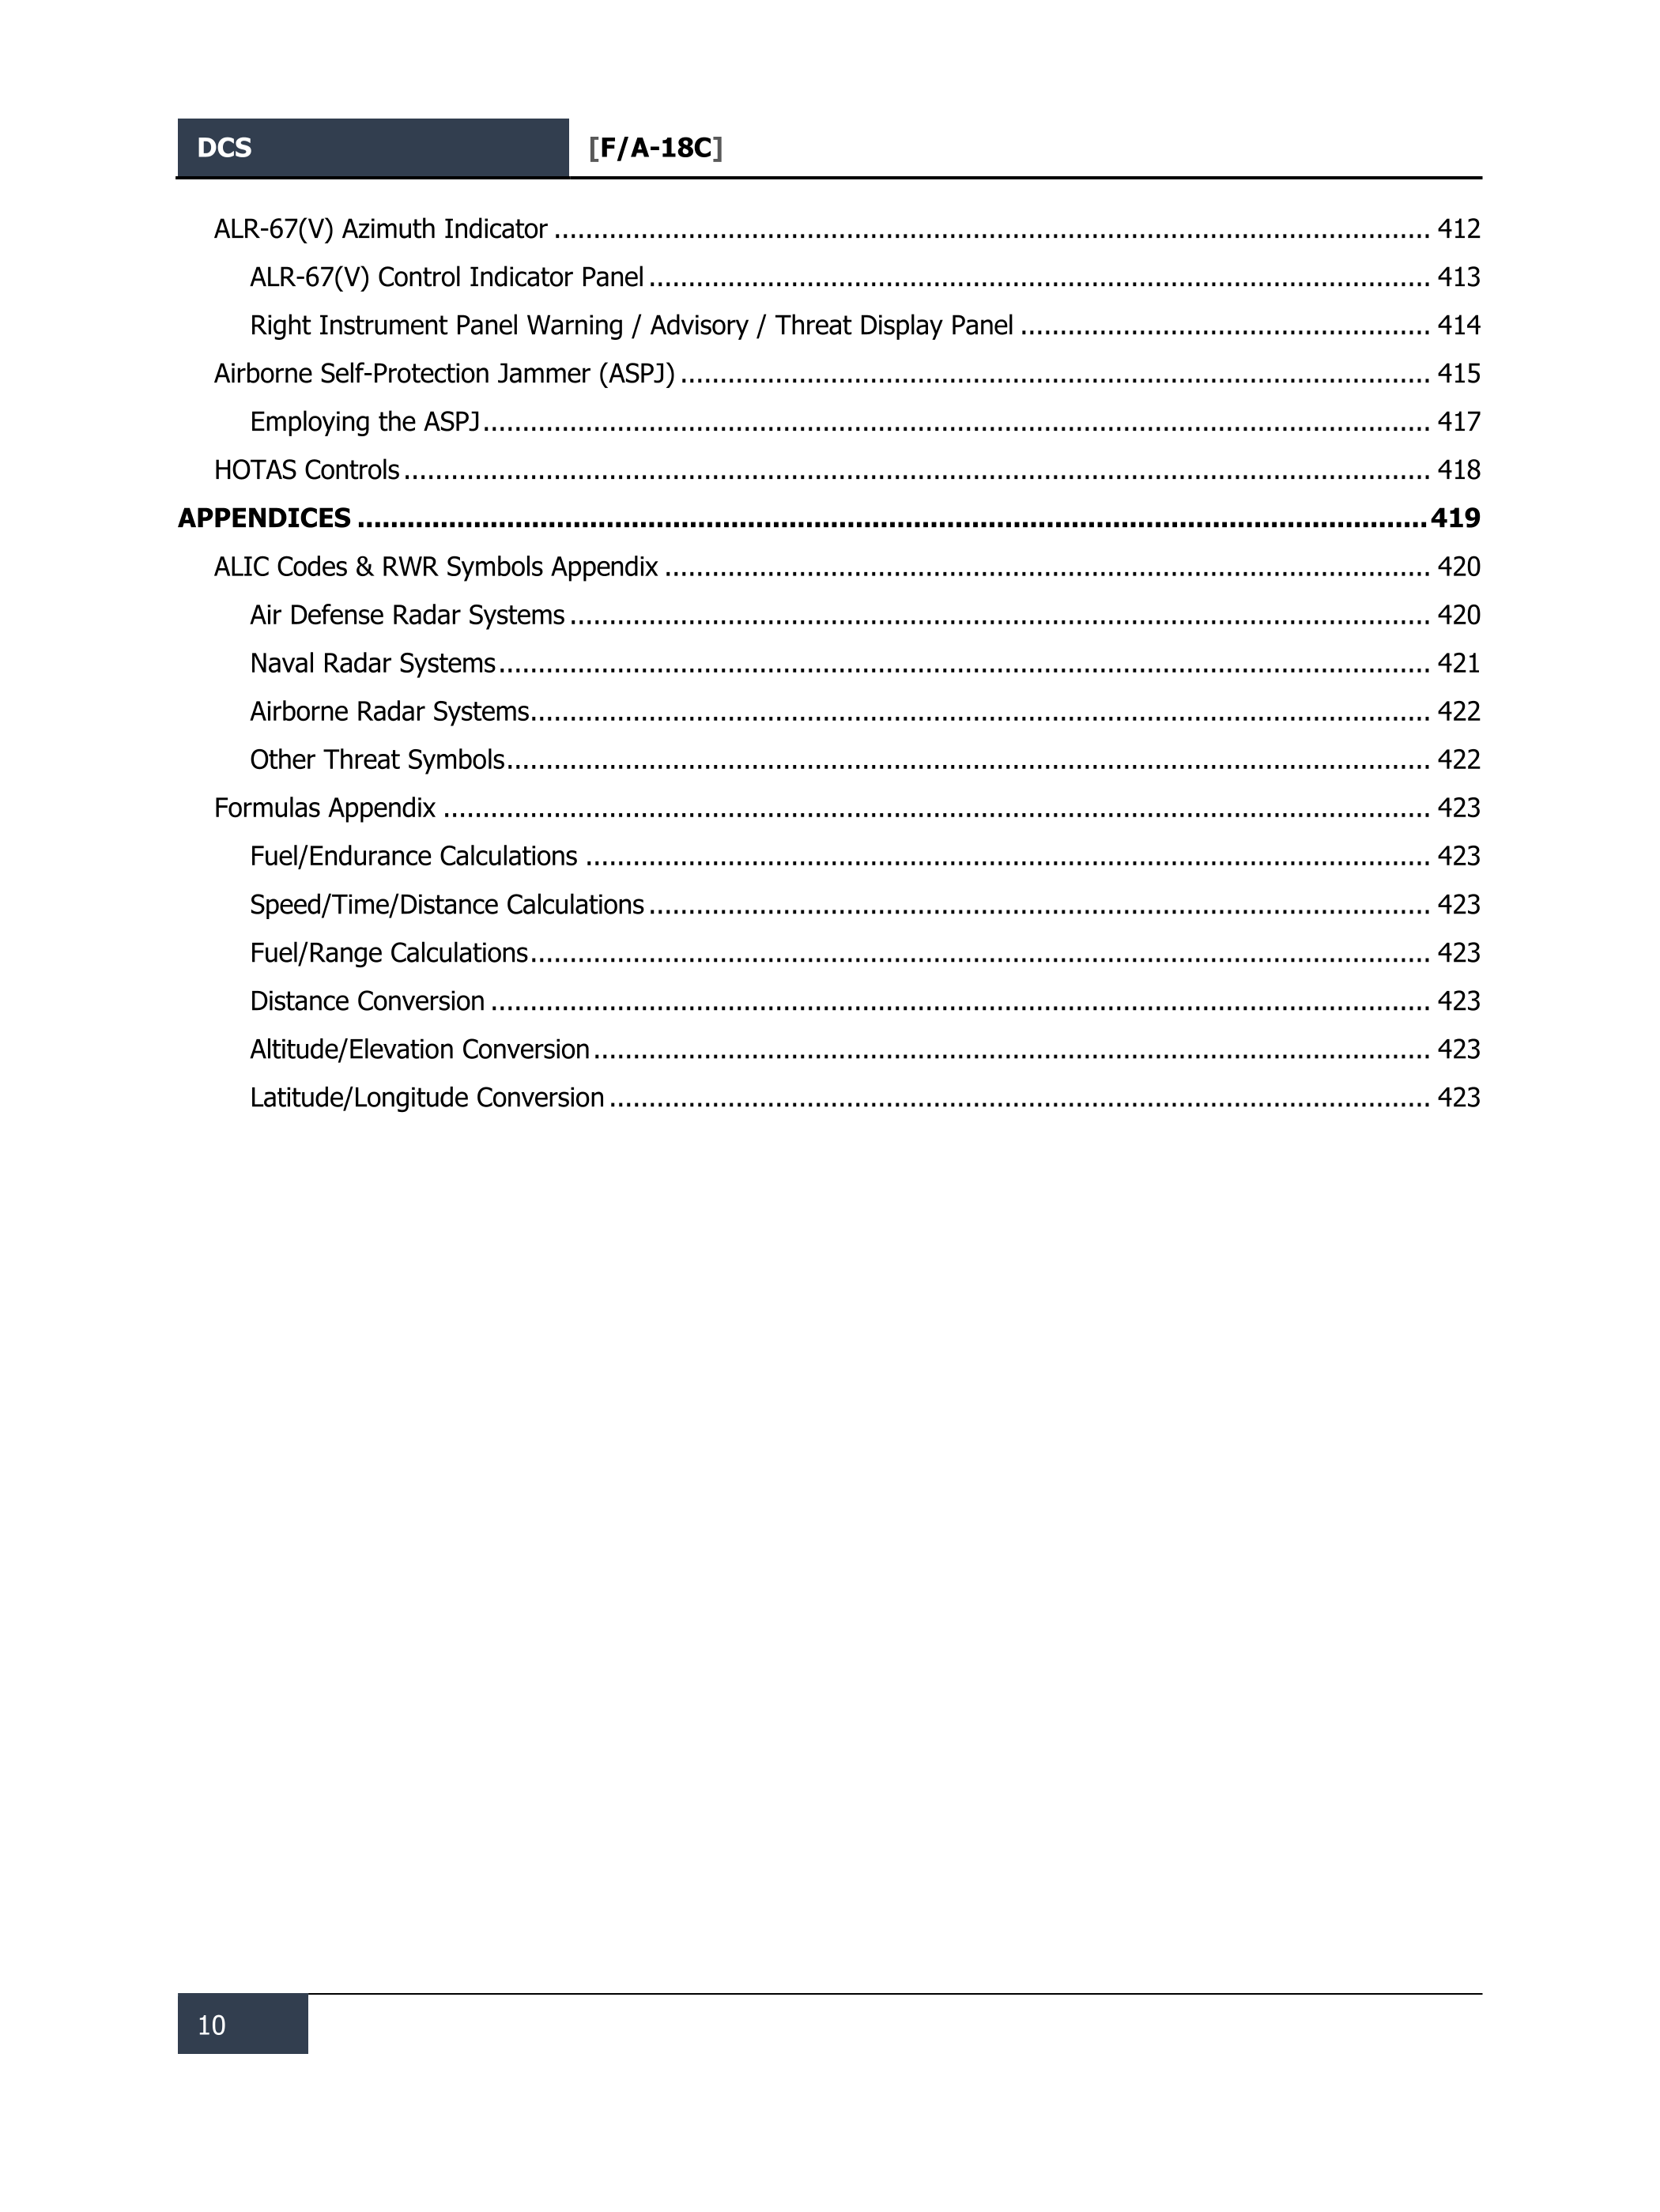 DCS [F/A-18C]
ALR-67(V) Azimuth Indicator ........................................................................................................ 412
ALR-67(V) Control Indicator Panel ........................................................................................... 413
Right Instrument Panel Warning / Advisory / Threat Display Panel ................................................ 414
Airborne Self-Protection Jammer (ASPJ) ........................................................................................ 415
Employing the ASPJ ................................................................................................................ 417
HOTAS Controls ........................................................................................................................ 418
APPENDICES ............................................................................................................................ 419
ALIC Codes & RWR Symbols Appendix ......................................................................................... 420
Air Defense Radar Systems ...................................................................................................... 420
Naval Radar Systems .............................................................................................................. 421
Airborne Radar Systems .......................................................................................................... 422
Other Threat Symbols ............................................................................................................. 422
Formulas Appendix .................................................................................................................... 423
Fuel/Endurance Calculations .................................................................................................... 423
Speed/Time/Distance Calculations ............................................................................................ 423
Fuel/Range Calculations .......................................................................................................... 423
Distance Conversion ............................................................................................................... 423
Altitude/Elevation Conversion ................................................................................................... 423
Latitude/Longitude Conversion ................................................................................................. 423
10